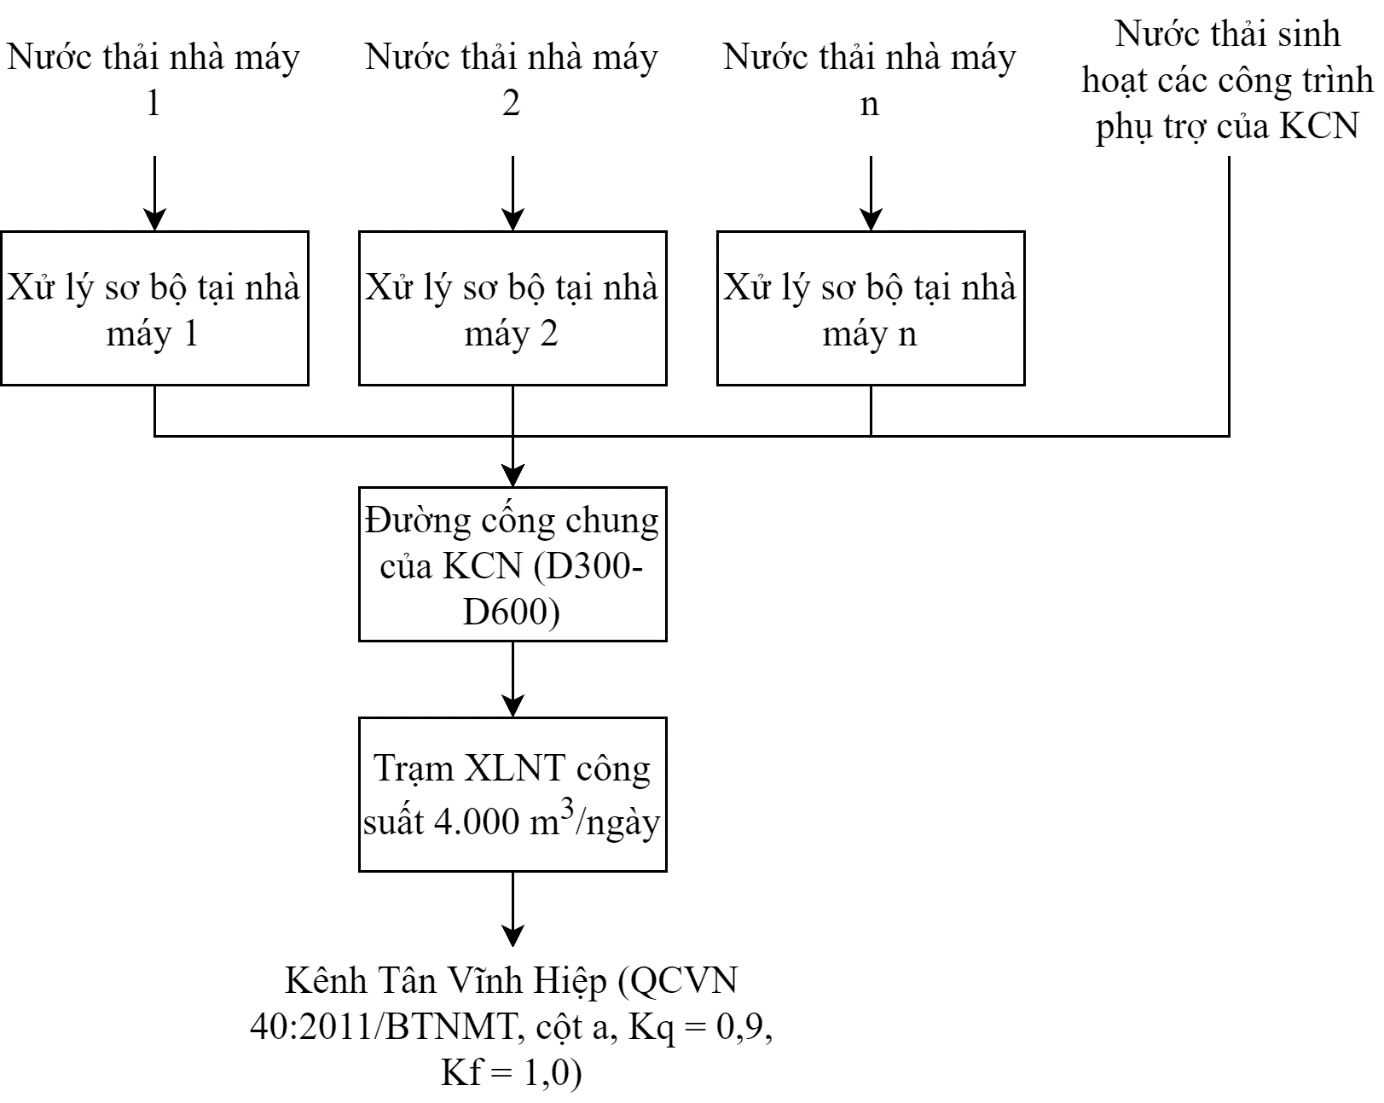 Nước thải nhà máy
1
Nước thải nhà máy
2
Nước thải nhà máy
n
Nước thải sinh
hoạt các công trình
phụ trợ của KCN
Xử lý sơ bộ tại nhà
máy 1
Xử lý sơ bộ tại nhà
máy 2
Xử lý sơ bộ tại nhà
máy n
Đường cống chung
của KCN (D300-
D600)
Trạm XLNT công
suất 4.000 m³/ngày
Kênh Tân Vĩnh Hiệp (QCVN
40:2011/BTNMT, cột a, Kq = 0,9,
Kf = 1,0)